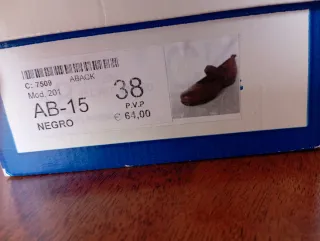 C: 7509 ABACK
Mod. 201
AB-15 38
NEGRO P.V.P
€ 64,00